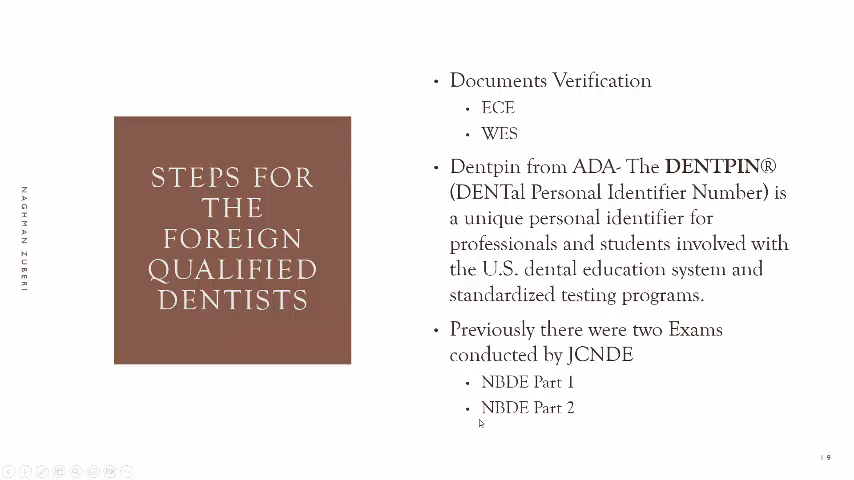 NAGHMAN ZUBERI
STEPS FOR
THE
FOREIGN
QUALIFIED
DENTISTS
• Documents Verification
• ECE
• WES
• Dentpin from ADA- The DENTPIN®
(DENTal Personal Identifier Number) is
a unique personal identifier for
professionals and students involved with
the U.S. dental education system and
standardized testing programs.
• Previously there were two Exams
conducted by JCNDE
• NBDE Part 1
• NBDE Part 2
19